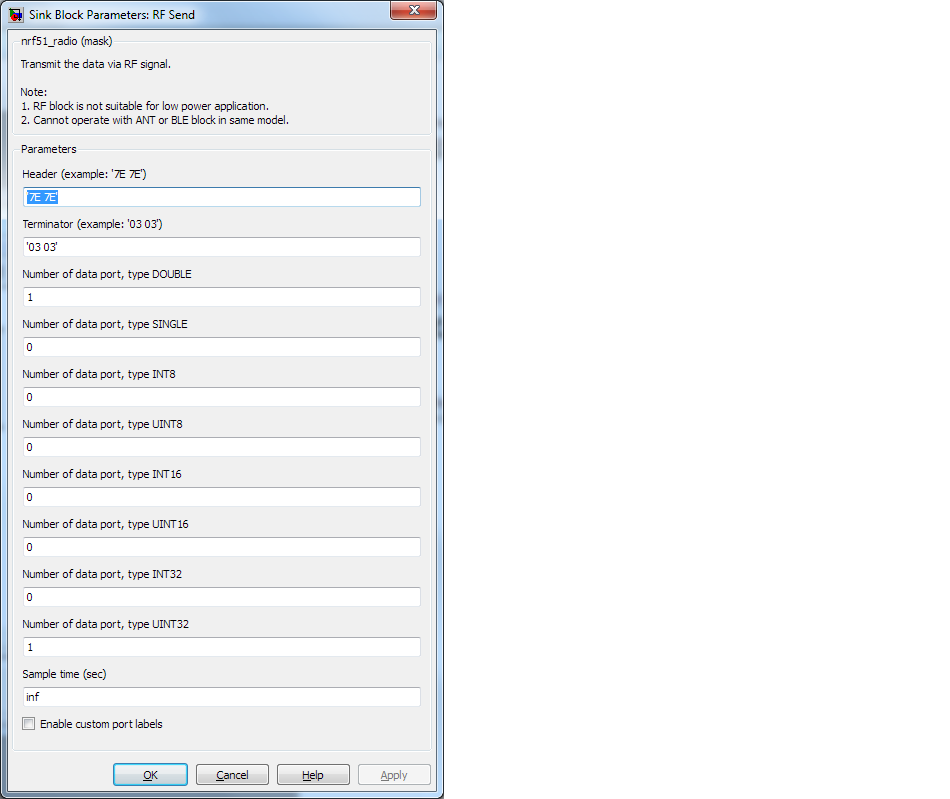 Sink Block Parameters: RF Send
nrf51_radio (mask)
Transmit the data via RF signal.
Note:
1. RF block is not suitable for low power application.
2. Cannot operate with ANT or BLE block in same model.
Parameters
Header (example: '7E 7E')
'7E 7E'
Terminator (example: '03 03')
'03 03'
Number of data port, type DOUBLE
1
Number of data port, type SINGLE
0
Number of data port, type INT8
0
Number of data port, type UINT8
0
Number of data port, type INT16
0
Number of data port, type UINT16
0
Number of data port, type INT32
0
Number of data port, type UINT32
1
Sample time (sec)
inf
Enable custom port labels
OK Cancel Help Apply